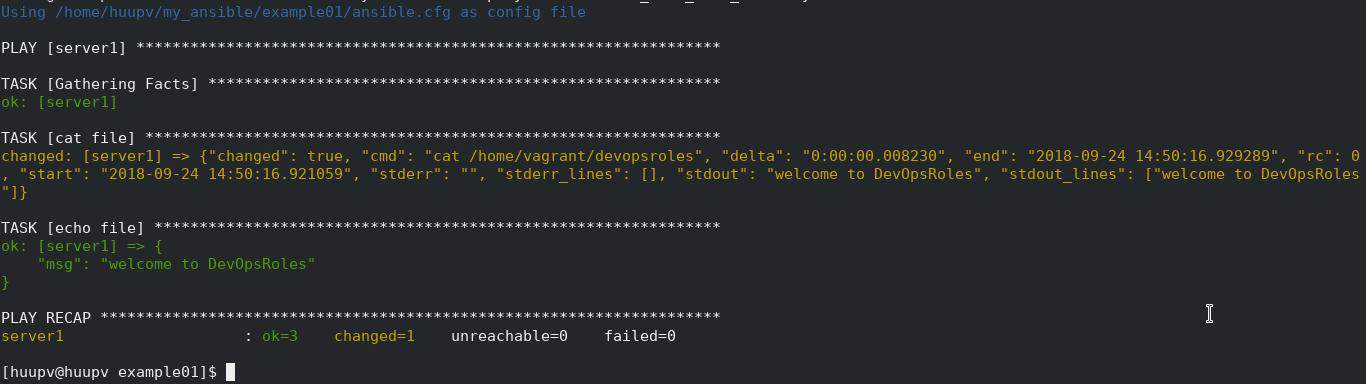 Using /home/huupv/my_ansible/example01/ansible.cfg as config file
PLAY [server1] *****************************************************************
TASK [Gathering Facts] *********************************************************
ok: [server1]
TASK [cat file] ****************************************************************
changed: [server1] => {"changed": true, "cmd": "cat /home/vagrant/devopsroles", "delta": "0:00:00.008230", "end": "2018-09-24 14:50:16.929289", "rc": 0
, "start": "2018-09-24 14:50:16.921059", "stderr": "", "stderr_lines": [], "stdout": "welcome to DevOpsRoles", "stdout_lines": ["welcome to DevOpsRoles
"]}
TASK [echo file] ***************************************************************
ok: [server1] => {
    "msg": "welcome to DevOpsRoles"
}
PLAY RECAP *********************************************************************
server1                    : ok=3    changed=1    unreachable=0    failed=0
[huupv@huupv example01]$